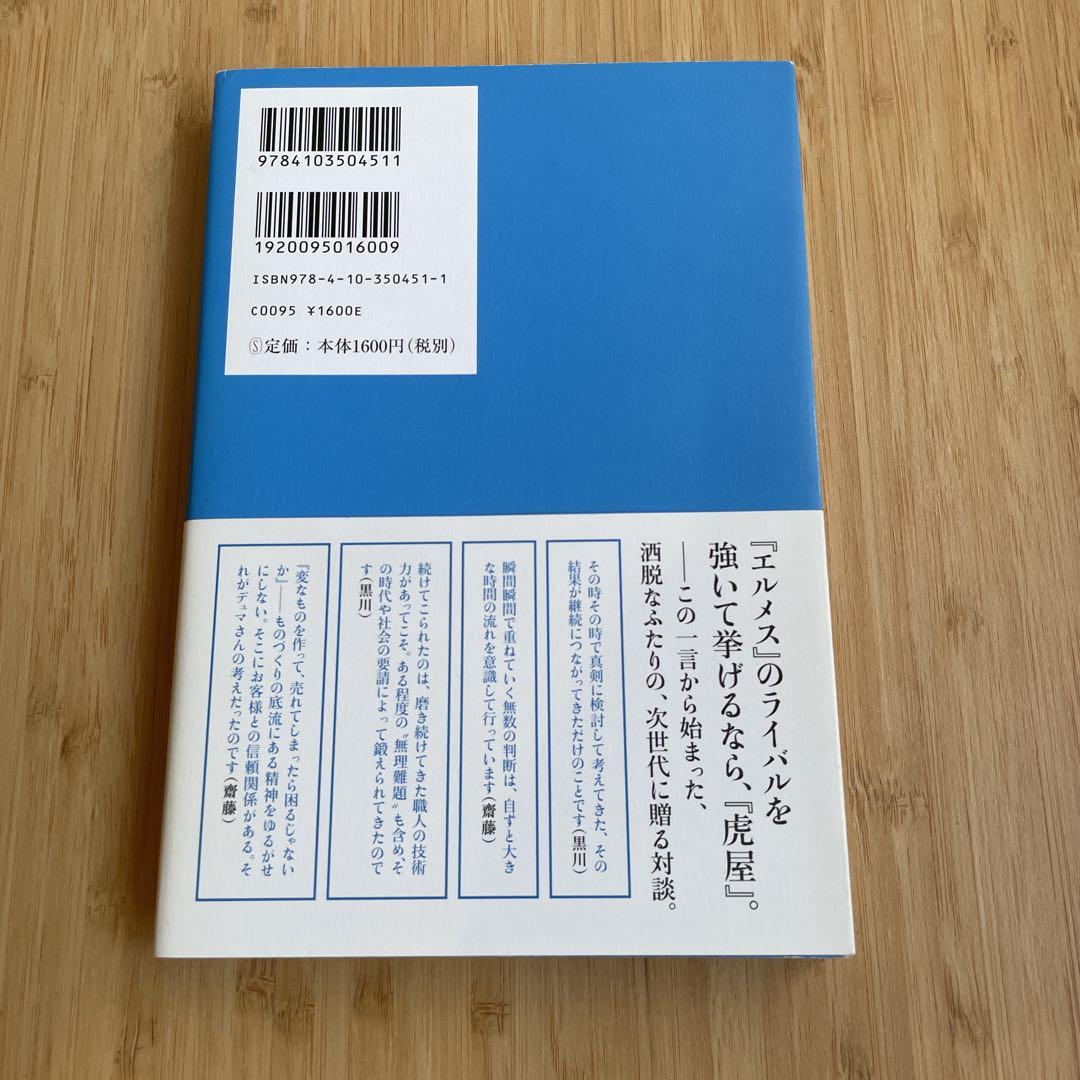 9784103504511
1920095016009
ISBN978-4-10-350451-1
C0095 ¥1600E
Ⓢ定価：本体1600円(税別)
『エルメス』のライバルを
強いて挙げるなら、『虎屋』。
――この一言から始まった、
洒脱なふたりの、次世代に贈る対談。
その時その時で真剣に検討して考えてきた、その
結果が継続につながってきただけのことです(黒川)
瞬間瞬間で重ねていく無数の判断は、自ずと大き
な時間の流れを意識して行っています(齋藤)
続けてこられたのは、磨き続けてきた職人の技術
力があってこそ。ある程度の〝無理難題〟も含め、そ
の時代や社会の要請によって鍛えられてきたので
す(黒川)
『変なものを作って、売れてしまったら困るじゃない
か』――ものづくりの底流にある精神をゆるがせ
にしない。そこにお客様との信頼関係がある。そ
れがデュマさんの考えだったのです(齋藤)